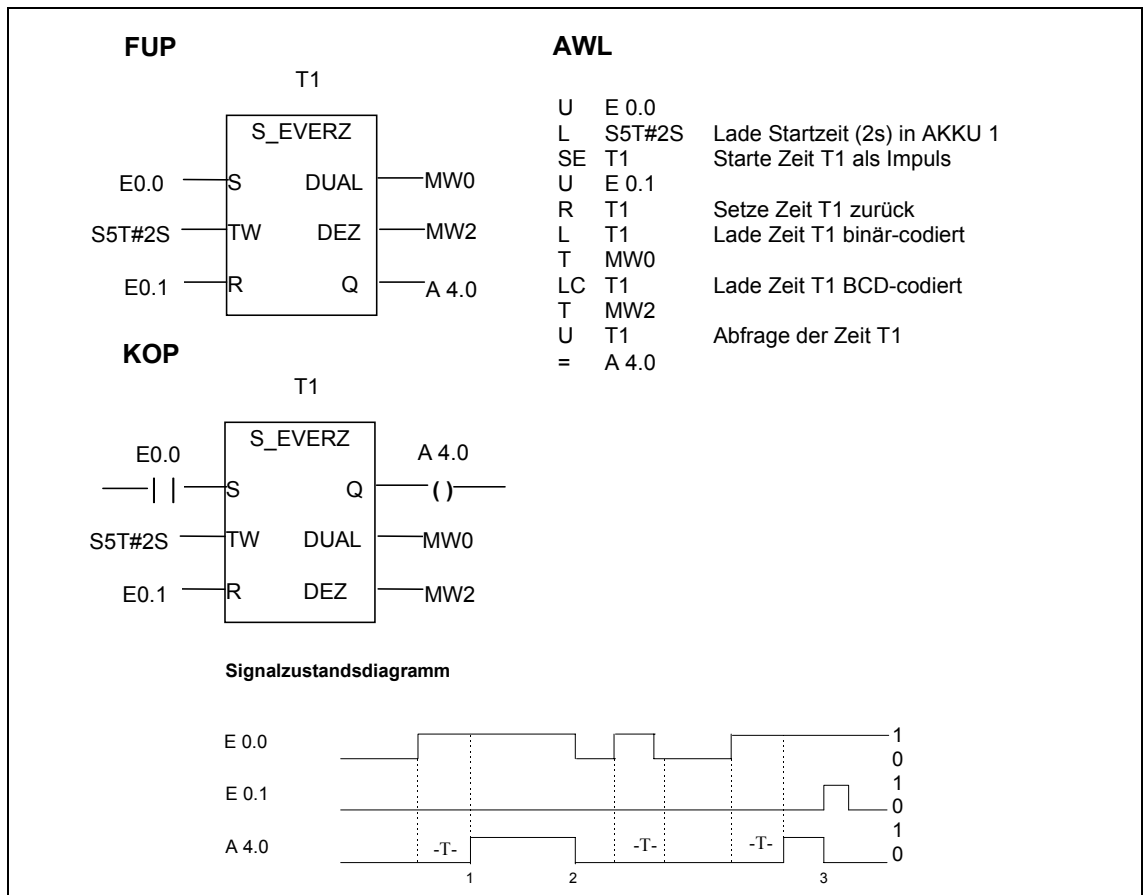 FUP
T1
S_EVERZ
E0.0 S DUAL MW0
S5T#2S TW DEZ MW2
E0.1 R Q A 4.0
AWL
U E 0.0
L S5T#2S Lade Startzeit (2s) in AKKU 1
SE T1 Starte Zeit T1 als Impuls
U E 0.1
R T1 Setze Zeit T1 zurück
L T1 Lade Zeit T1 binär-codiert
T MW0
LC T1 Lade Zeit T1 BCD-codiert
T MW2
U T1 Abfrage der Zeit T1
= A 4.0
KOP
T1
S_EVERZ
E0.0 A 4.0
S Q ( )
S5T#2S TW DUAL MW0
E0.1 R DEZ MW2
Signalzustandsdiagramm
E 0.0 1
0
E 0.1 1
0
A 4.0 -T- -T- -T- 1
0
1 2 3